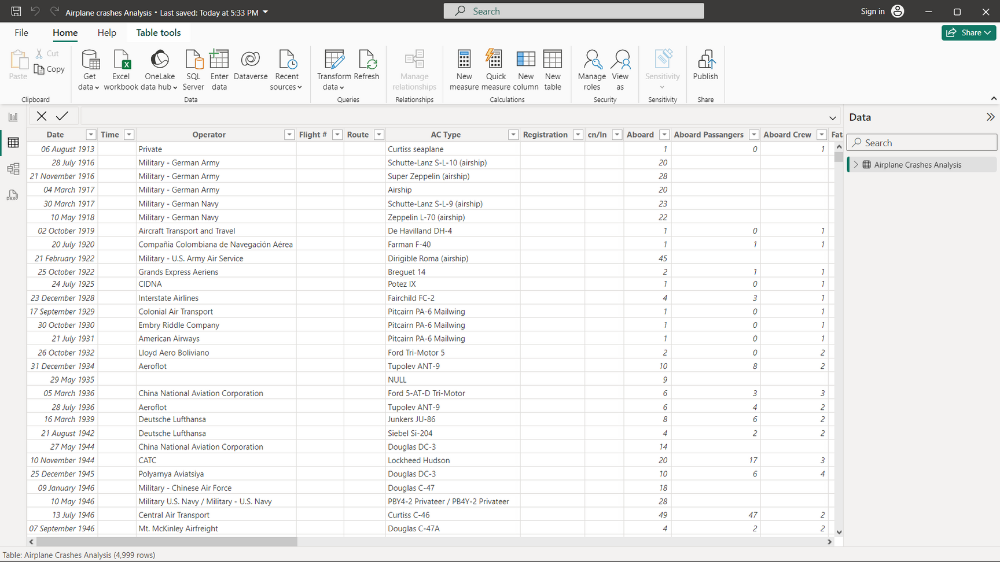 Airplane crashes Analysis • Last saved: Today at 5:33 PM
Search
Sign in
File Home Help Table tools
Share
Paste
Cut
Copy
Clipboard
Get data
Excel workbook
OneLake data hub
SQL Server
Enter data
Dataverse
Recent sources
Data
Transform data
Refresh
Queries
Manage relationships
Relationships
New measure
Quick measure
New column
New table
Calculations
Manage roles
View as
Security
Sensitivity
Sensitivity
Publish
Share
Date Time Operator Flight # Route AC Type Registration cn/ln Aboard Aboard Passangers Aboard Crew Fata
06 August 1913 Private Curtiss seaplane 1 0 1
28 July 1916 Military - German Army Schutte-Lanz S-L-10 (airship) 20
21 November 1916 Military - German Army Super Zeppelin (airship) 28
04 March 1917 Military - German Army Airship 20
30 March 1917 Military - German Navy Schutte-Lanz S-L-9 (airship) 23
10 May 1918 Military - German Navy Zeppelin L-70 (airship) 22
02 October 1919 Aircraft Transport and Travel De Havilland DH-4 1 0 1
20 July 1920 Compañia Colombiana de Navegación Aérea Farman F-40 1 1 1
21 February 1922 Military - U.S. Army Air Service Dirigible Roma (airship) 45
25 October 1922 Grands Express Aeriens Breguet 14 2 1 1
24 July 1925 CIDNA Potez IX 1 0 1
23 December 1928 Interstate Airlines Fairchild FC-2 4 3 1
17 September 1929 Colonial Air Transport Pitcairn PA-6 Mailwing 1 0 1
30 October 1930 Embry Riddle Company Pitcairn PA-6 Mailwing 1 0 1
21 July 1931 American Airways Pitcairn PA-6 Mailwing 1 0 1
26 October 1932 Lloyd Aero Boliviano Ford Tri-Motor 5 2 0 2
31 December 1934 Aeroflot Tupolev ANT-9 10 8 2
29 May 1935 NULL 9
05 March 1936 China National Aviation Corporation Ford 5-AT-D Tri-Motor 6 3 3
28 July 1936 Aeroflot Tupolev ANT-9 6 4 2
16 March 1939 Deutsche Lufthansa Junkers JU-86 8 6 2
21 August 1942 Deutsche Lufthansa Siebel Si-204 4 2 2
27 May 1944 China National Aviation Corporation Douglas DC-3 14
10 November 1944 CATC Lockheed Hudson 20 17 3
25 December 1945 Polyarnya Aviatsiya Douglas DC-3 10 6 4
09 January 1946 Military - Chinese Air Force Douglas C-47 18
10 May 1946 Military U.S. Navy / Military - U.S. Navy PBY4-2 Privateer / PB4Y-2 Privateer 28
13 July 1946 Central Air Transport Curtiss C-46 49 47 2
07 September 1946 Mt. McKinley Airfreight Douglas C-47A 4 2 2
Data
Search
Airplane Crashes Analysis
DAX
Table: Airplane Crashes Analysis (4,999 rows)